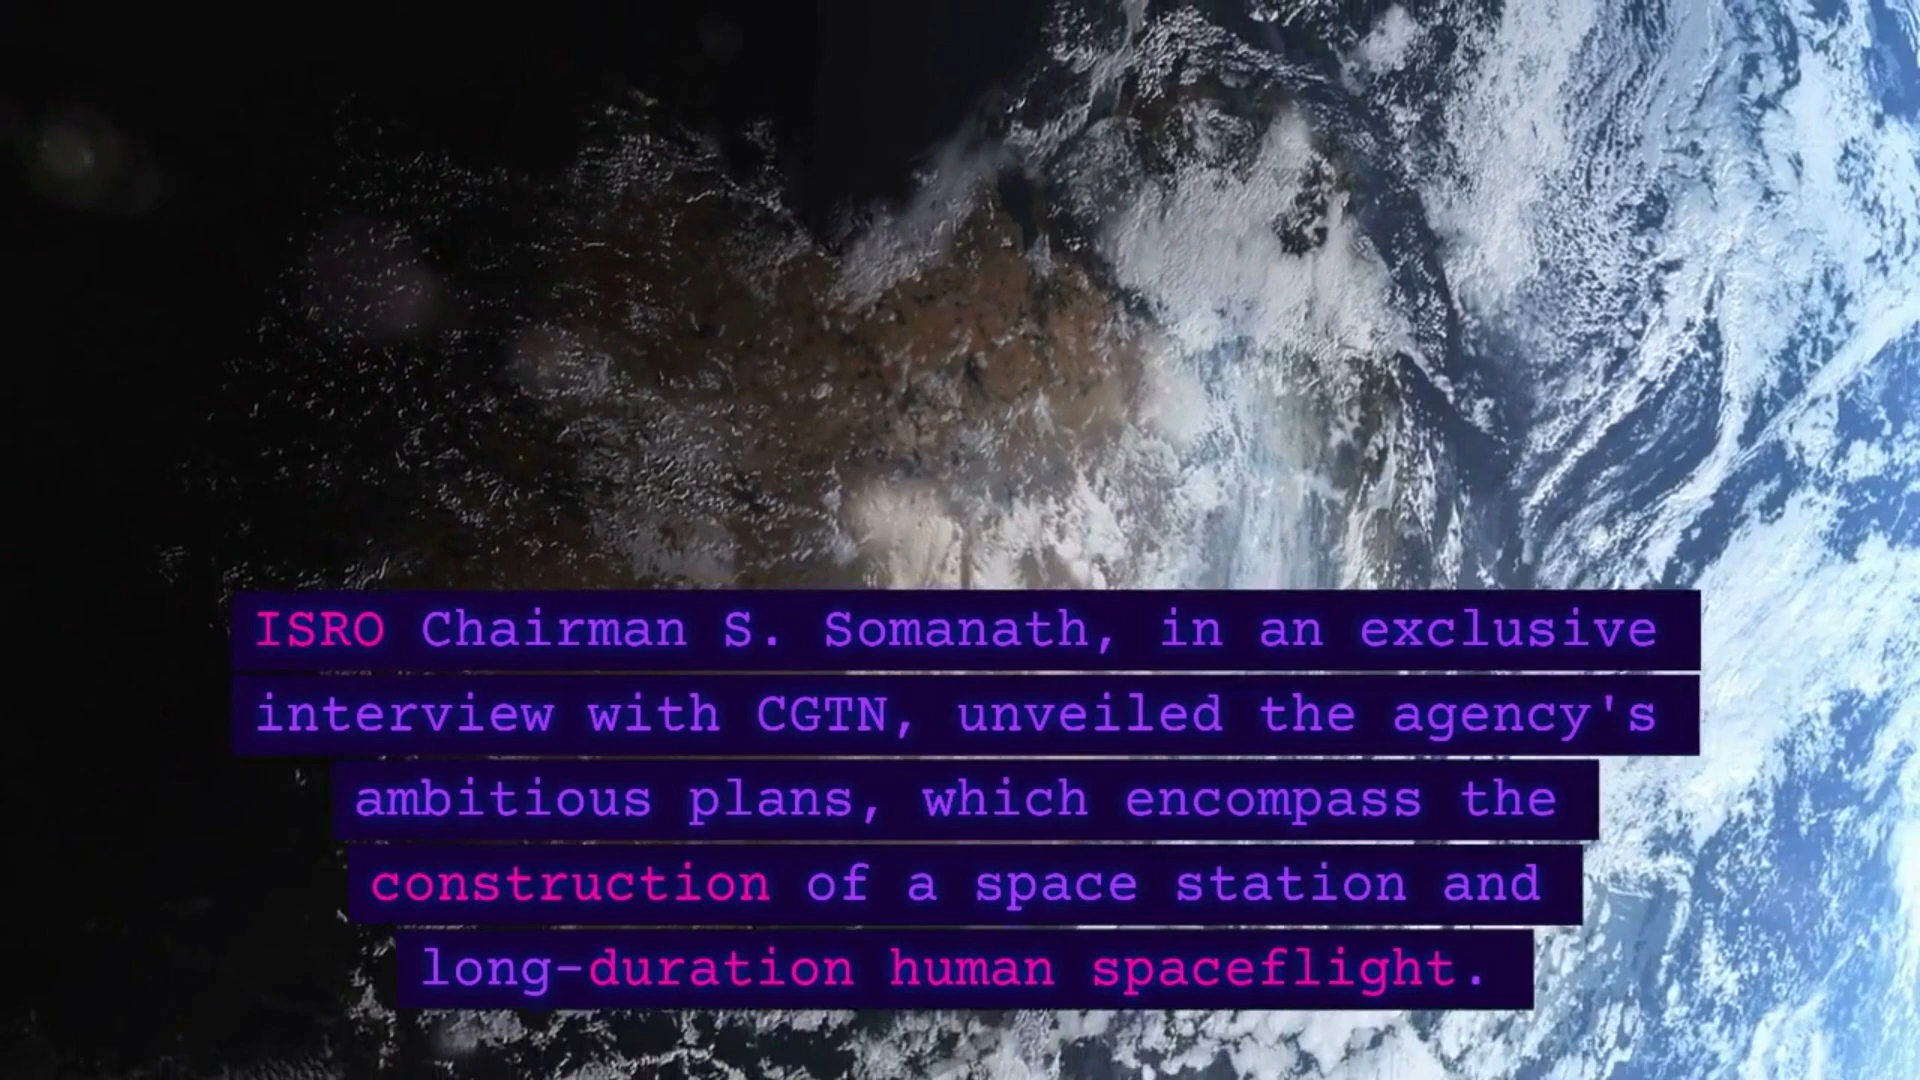 ISRO Chairman S. Somanath, in an exclusive
interview with CGTN, unveiled the agency's
ambitious plans, which encompass the
construction of a space station and
long-duration human spaceflight.